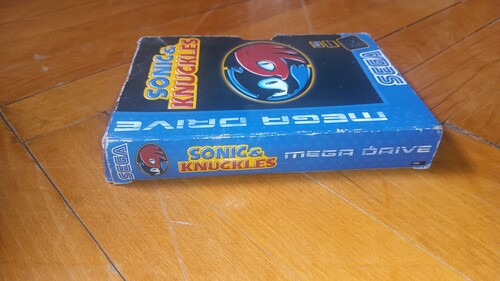 SONIC &
KNUCKLES
SEGA
MEGA DRIVE
SEGA
SONIC &
KNUCKLES
MEGA DRIVE